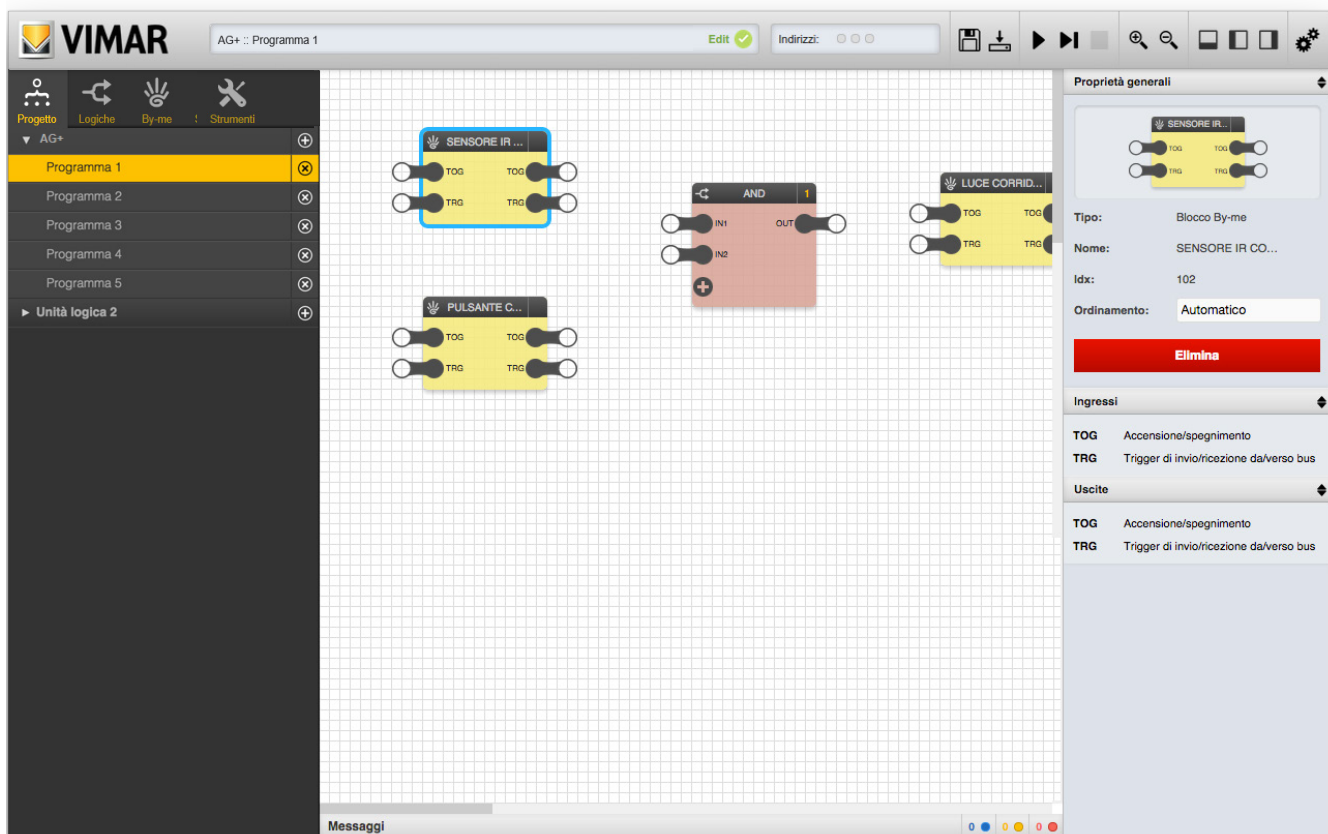 VIMAR
AG+ :: Programma 1
Edit
Indirizzi:
Progetto
Logiche
By-me
Strumenti
AG+
Programma 1
Programma 2
Programma 3
Programma 4
Programma 5
Unità logica 2
SENSORE IR ...
TOG TOG
TRG TRG
PULSANTE C...
TOG TOG
TRG TRG
AND 1
IN1 OUT
IN2
LUCE CORRID...
TOG TOG
TRG TRG
Messaggi
0 0 0
Proprietà generali
SENSORE IR...
TOG TOG
TRG TRG
Tipo: Blocco By-me
Nome: SENSORE IR CO...
Idx: 102
Ordinamento: Automatico
Elimina
Ingressi
TOG Accensione/spegnimento
TRG Trigger di invio/ricezione da/verso bus
Uscite
TOG Accensione/spegnimento
TRG Trigger di invio/ricezione da/verso bus